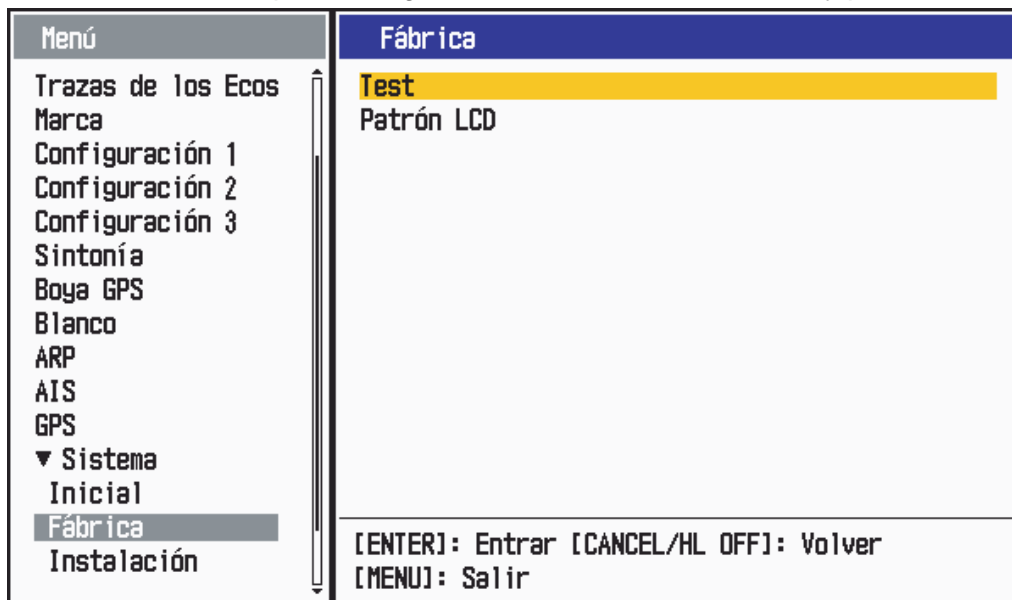 Menú
Trazas de los Ecos
Marca
Configuración 1
Configuración 2
Configuración 3
Sintonía
Boya GPS
Blanco
ARP
AIS
GPS
▼ Sistema
Inicial
Fábrica
Instalación
Fábrica
Test
Patrón LCD
[ENTER]: Entrar [CANCEL/HL OFF]: Volver
[MENU]: Salir